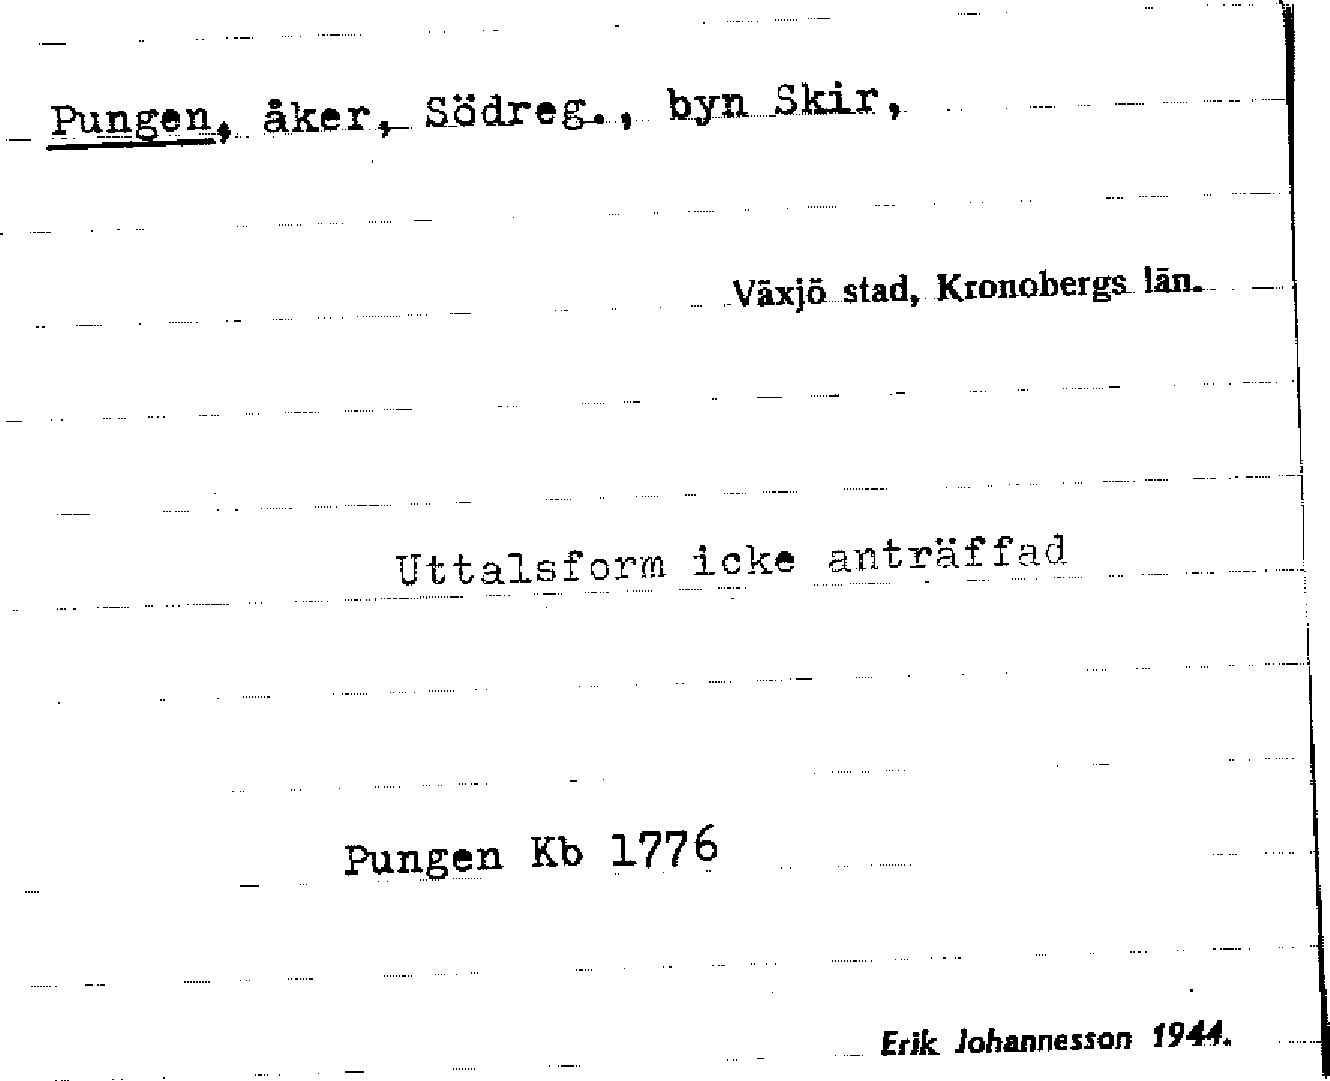 Pungen, åker, Södreg., byn Skir,
Växjö stad, Kronobergs län.
Uttalsform icke anträffad
Pungen Kb 1776
Erik Johannesson 1944.